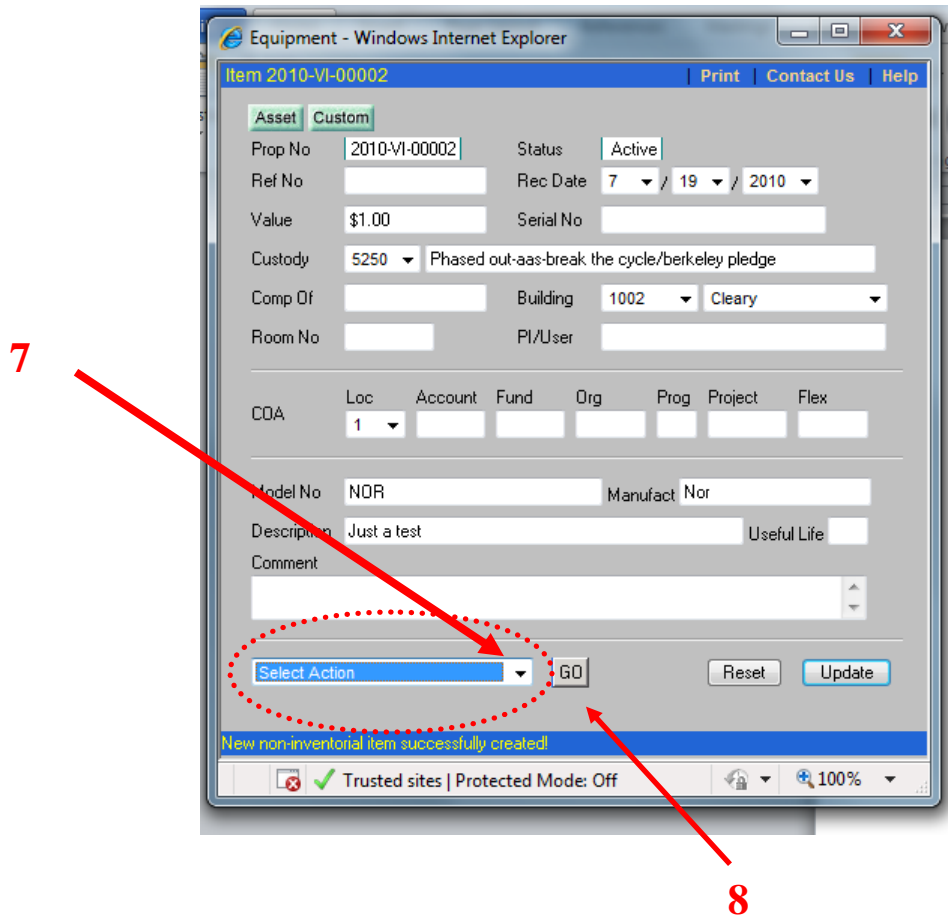 Equipment - Windows Internet Explorer
Item 2010-VI-00002 | Print | Contact Us | Help
Asset Custom
Prop No 2010-VI-00002 Status Active
Ref No Rec Date 7 / 19 / 2010
Value $1.00 Serial No
Custody 5250 Phased out-aas-break the cycle/berkeley pledge
Comp Of Building 1002 Cleary
Room No PI/User
7
Loc Account Fund Org Prog Project Flex
COA
1
Model No NOR Manufact Nor
Description Just a test Useful Life
Comment
Select Action GO Reset Update
New non-inventorial item successfully created!
Trusted sites | Protected Mode: Off 100%
8